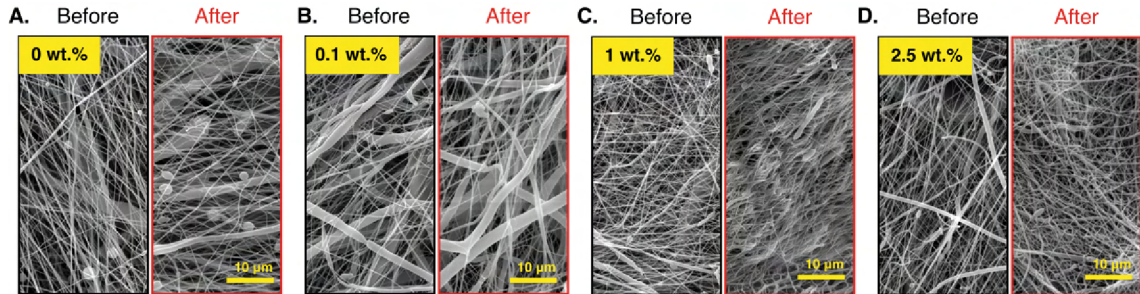 A. Before After
0 wt.%
10 µm
B. Before After
0.1 wt.%
10 µm
C. Before After
1 wt.%
10 µm
D. Before After
2.5 wt.%
10 µm